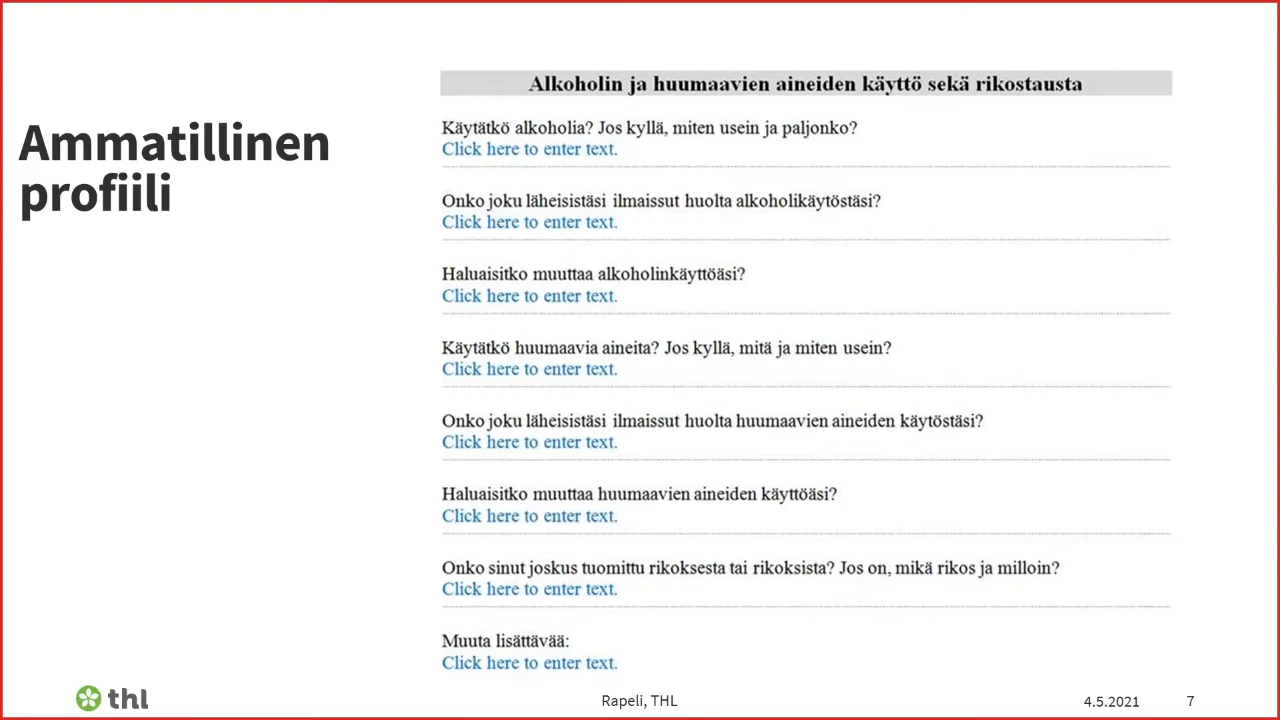 Ammatillinen
profiili
Alkoholin ja huumaavien aineiden käyttö sekä rikostausta
Käytätkö alkoholia? Jos kyllä, miten usein ja paljonko?
Click here to enter text.
Onko joku läheisistäsi ilmaissut huolta alkoholikäytöstäsi?
Click here to enter text.
Haluaisitko muuttaa alkoholinkäyttöäsi?
Click here to enter text.
Käytätkö huumaavia aineita? Jos kyllä, mitä ja miten usein?
Click here to enter text.
Onko joku läheisistäsi ilmaissut huolta huumaavien aineiden käytöstäsi?
Click here to enter text.
Haluaisitko muuttaa huumaavien aineiden käyttöäsi?
Click here to enter text.
Onko sinut joskus tuomittu rikoksesta tai rikoksista? Jos on, mikä rikos ja milloin?
Click here to enter text.
Muuta lisättävää:
Click here to enter text.
thl
Rapeli, THL
4.5.2021
7